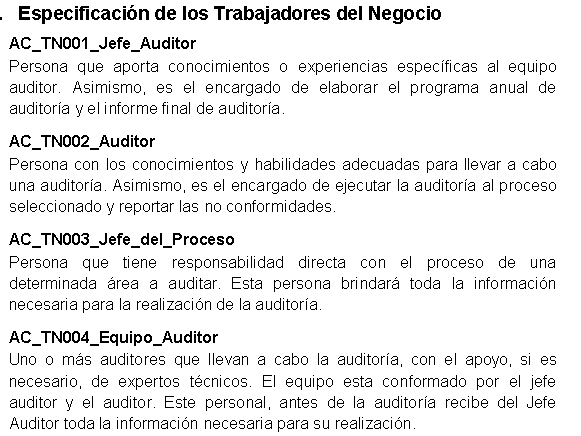 . Especificación de los Trabajadores del Negocio
AC_TN001_Jefe_Auditor
Persona que aporta conocimientos o experiencias específicas al equipo
auditor. Asimismo, es el encargado de elaborar el programa anual de
auditoría y el informe final de auditoría.
AC_TN002_Auditor
Persona con los conocimientos y habilidades adecuadas para llevar a cabo
una auditoría. Asimismo, es el encargado de ejecutar la auditoría al proceso
seleccionado y reportar las no conformidades.
AC_TN003_Jefe_del_Proceso
Persona que tiene responsabilidad directa con el proceso de una
determinada área a auditar. Esta persona brindará toda la información
necesaria para la realización de la auditoría.
AC_TN004_Equipo_Auditor
Uno o más auditores que llevan a cabo la auditoría, con el apoyo, si es
necesario, de expertos técnicos. El equipo esta conformado por el jefe
auditor y el auditor. Este personal, antes de la auditoría recibe del Jefe
Auditor toda la información necesaria para su realización.